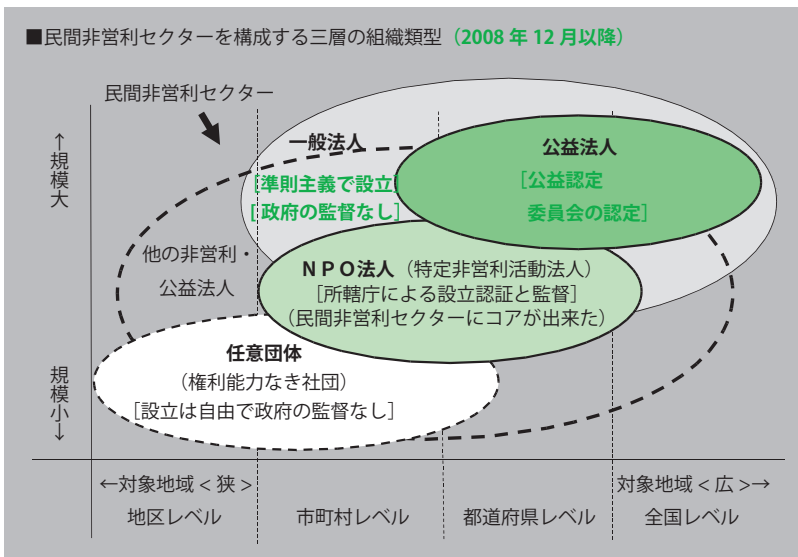 ■民間非営利セクターを構成する三層の組織類型（2008 年 12 月以降）
民間非営利セクター
↑規模大
一般法人
［準則主義で設立］
［政府の監督なし］
公益法人
［公益認定
委員会の認定］
他の非営利・
公益法人
ＮＰＯ法人（特定非営利活動法人）
［所轄庁による設立認証と監督］
（民間非営利セクターにコアが出来た）
規模小↓
任意団体
（権利能力なき社団）
［設立は自由で政府の監督なし］
←対象地域 < 狭 >
対象地域 < 広 >→
地区レベル
市町村レベル
都道府県レベル
全国レベル